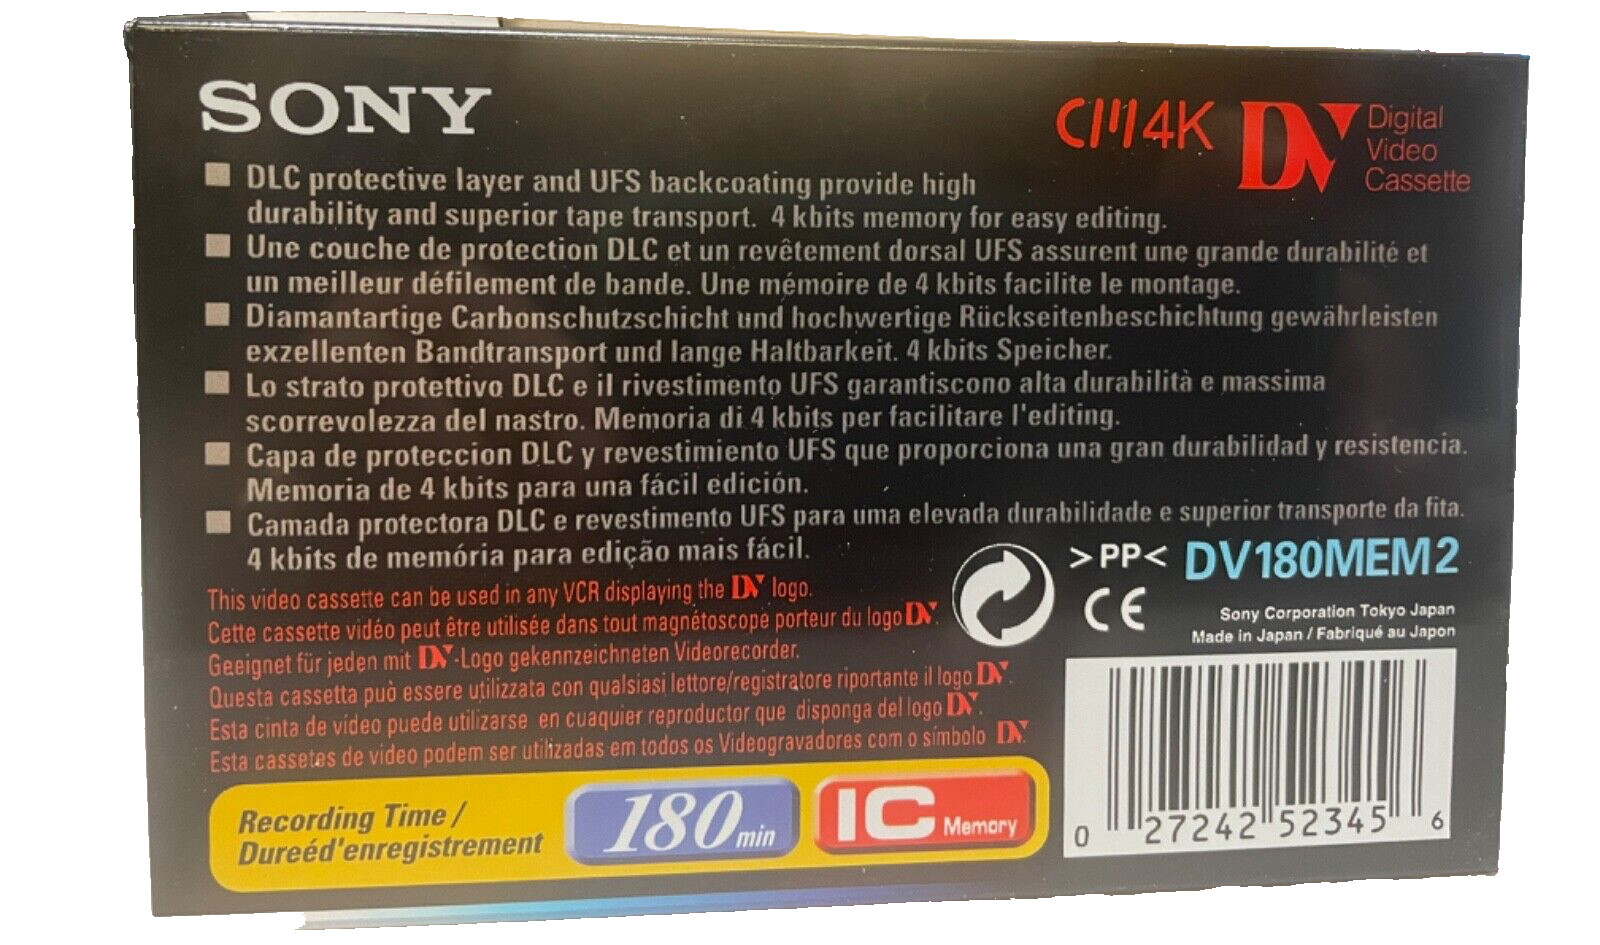 SONY
CM4K DV Digital
Video
Cassette
DLC protective layer and UFS backcoating provide high
durability and superior tape transport. 4 kbits memory for easy editing.
Une couche de protection DLC et un revêtement dorsal UFS assurent une grande durabilité et
un meilleur défilement de bande. Une mémoire de 4 kbits facilite le montage.
Diamantartige Carbonschutzschicht und hochwertige Rückseitenbeschichtung gewährleisten
exzellenten Bandtransport und lange Haltbarkeit. 4 kbits Speicher.
Lo strato protettivo DLC e il rivestimento UFS garantiscono alta durabilità e massima
scorrevolezza del nastro. Memoria di 4 kbits per facilitare l'editing.
Capa de proteccion DLC y revestimiento UFS que proporciona una gran durabilidad y resistencia.
Memoria de 4 kbits para una fácil edición.
Camada protectora DLC e revestimento UFS para uma elevada durabilidade e superior transporte da fita.
4 kbits de memória para edição mais fácil.
>PP< DV180MEM2
CE
Sony Corporation Tokyo Japan
Made in Japan / Fabriqué au Japon
This video cassette can be used in any VCR displaying the DV logo.
Cette cassette vidéo peut être utilisée dans tout magnétoscope porteur du logo DV.
Geeignet für jeden mit DV-Logo gekennzeichneten Videorecorder.
Questa cassetta può essere utilizzata con qualsiasi lettore/registratore riportante il logo DV.
Esta cinta de vídeo puede utilizarse en cuaquier reproductor que disponga del logo DV.
Esta cassetes de video podem ser utilizadas em todos os Videogravadores com o símbolo DV
Recording Time /
Dureéd'enregistrement
180 min
IC Memory
0 27242 52345 6